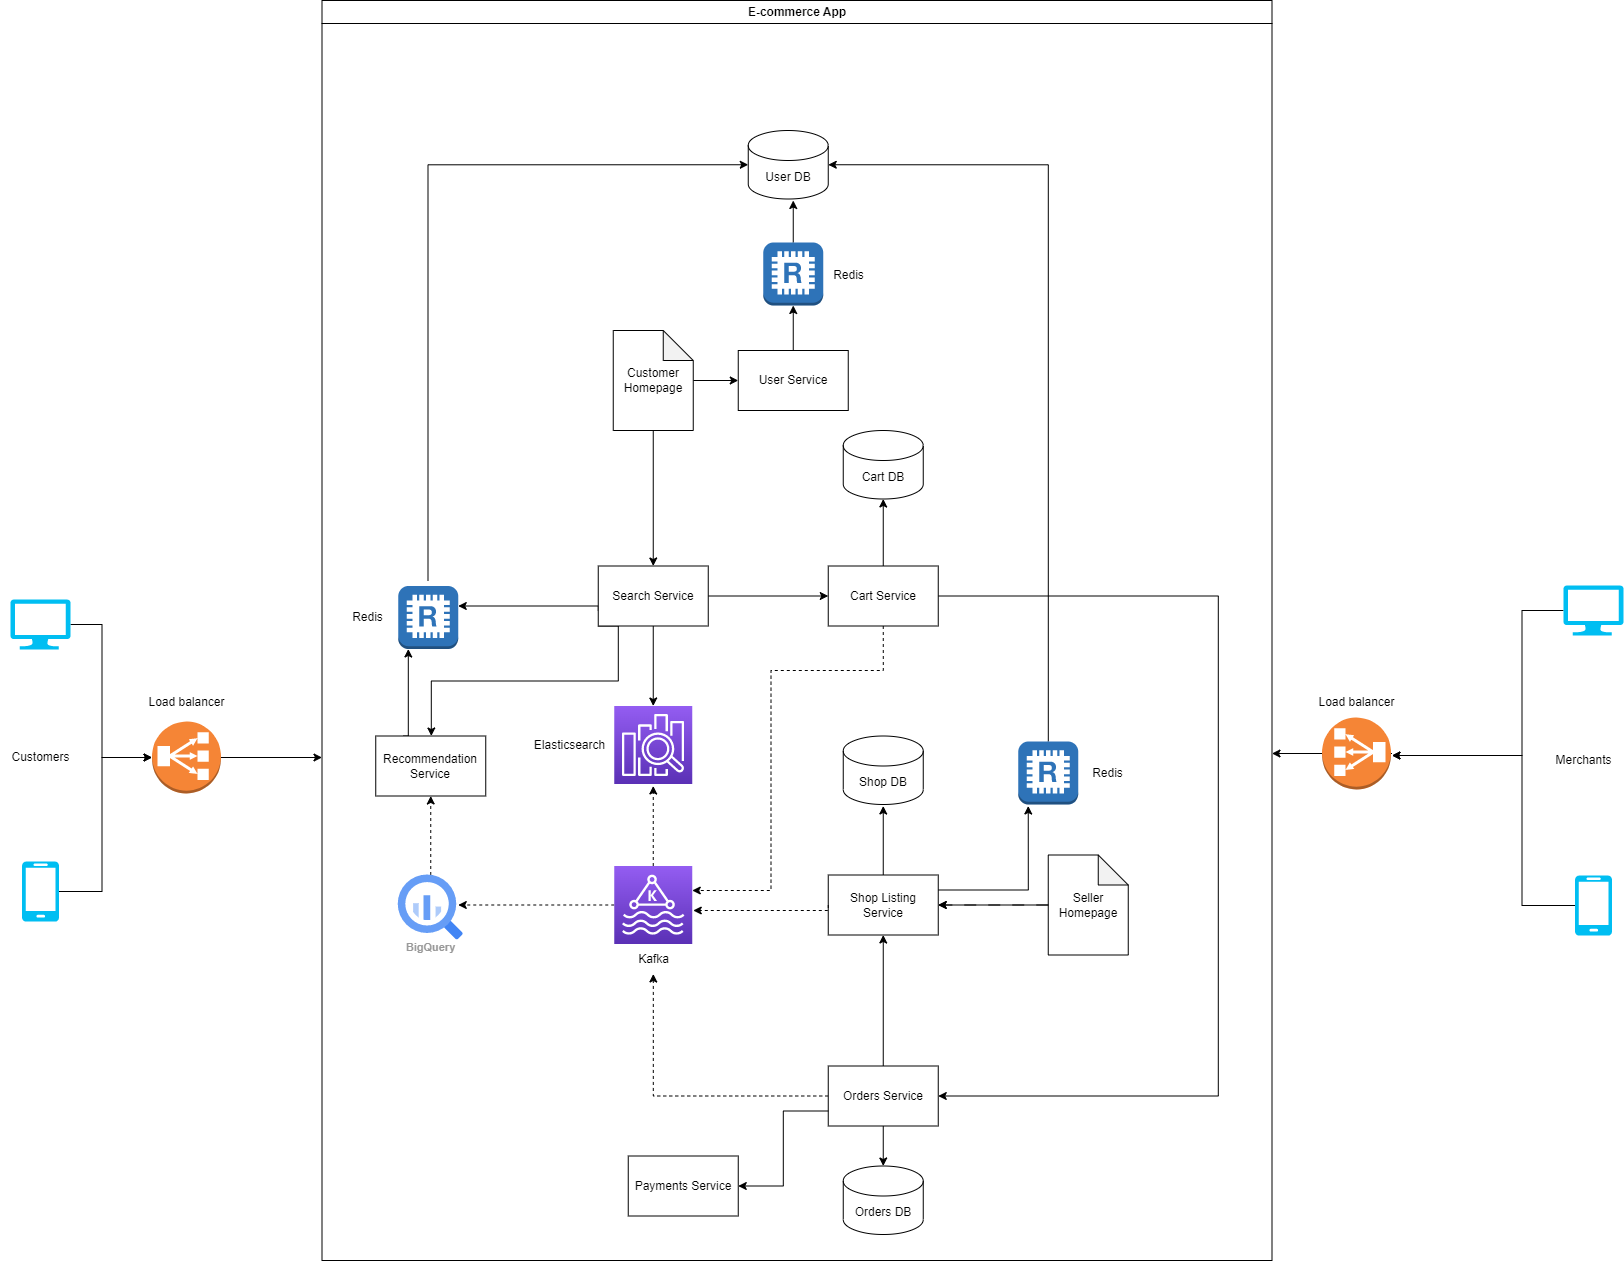 E-commerce App
User DB
R
Redis
Customer
Homepage
User Service
Cart DB
Search Service
Cart Service
Redis
R
Load balancer
Load balancer
Elasticsearch
Customers
Recommendation
Service
Shop DB
R
Redis
Merchants
K
Shop Listing
Service
Seller
Homepage
BigQuery
Kafka
Orders Service
Payments Service
Orders DB